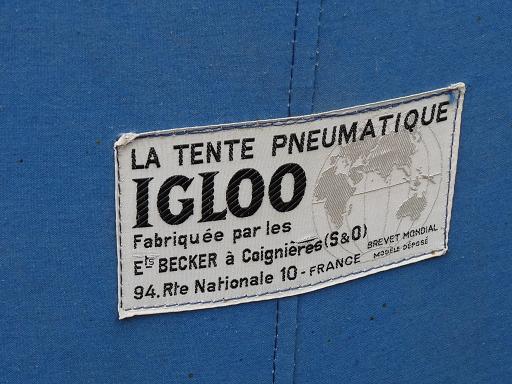 LA TENTE PNEUMATIQUE
IGLOO
Fabriquée par les
Ets BECKER à Coignières (S&O)
94. Rte Nationale 10 - FRANCE
BREVET MONDIAL
MODÈLE DÉPOSÉ